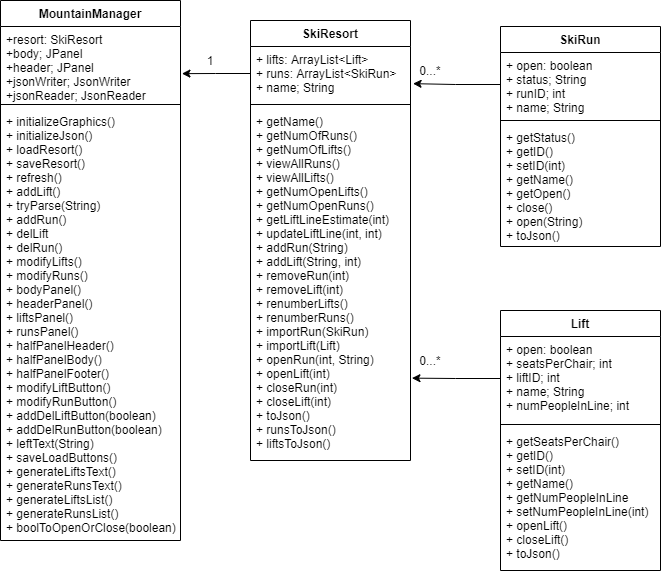 MountainManager
+resort: SkiResort
+body; JPanel
+header; JPanel
+jsonWriter; JsonWriter
+jsonReader; JsonReader
+ initializeGraphics()
+ initializeJson()
+ loadResort()
+ saveResort()
+ refresh()
+ addLift()
+ tryParse(String)
+ addRun()
+ delLift
+ delRun()
+ modifyLifts()
+ modifyRuns()
+ bodyPanel()
+ headerPanel()
+ liftsPanel()
+ runsPanel()
+ halfPanelHeader()
+ halfPanelBody()
+ halfPanelFooter()
+ modifyLiftButton()
+ modifyRunButton()
+ addDelLiftButton(boolean)
+ addDelRunButton(boolean)
+ leftText(String)
+ saveLoadButtons()
+ generateLiftsText()
+ generateRunsText()
+ generateLiftsList()
+ generateRunsList()
+ boolToOpenOrClose(boolean)
1
SkiResort
+ lifts: ArrayList<Lift>
+ runs: ArrayList<SkiRun>
+ name; String
+ getName()
+ getNumOfRuns()
+ getNumOfLifts()
+ viewAllRuns()
+ viewAllLifts()
+ getNumOpenLifts()
+ getNumOpenRuns()
+ getLiftLineEstimate(int)
+ updateLiftLine(int, int)
+ addRun(String)
+ addLift(String, int)
+ removeRun(int)
+ removeLift(int)
+ renumberLifts()
+ renumberRuns()
+ importRun(SkiRun)
+ importLift(Lift)
+ openRun(int, String)
+ openLift(int)
+ closeRun(int)
+ closeLift(int)
+ toJson()
+ runsToJson()
+ liftsToJson()
0...*
0...*
SkiRun
+ open: boolean
+ status; String
+ runID; int
+ name; String
+ getStatus()
+ getID()
+ setID(int)
+ getName()
+ getOpen()
+ close()
+ open(String)
+ toJson()
Lift
+ open: boolean
+ seatsPerChair; int
+ liftID; int
+ name; String
+ numPeopleInLine; int
+ getSeatsPerChair()
+ getID()
+ setID(int)
+ getName()
+ getNumPeopleInLine
+ setNumPeopleInLine(int)
+ openLift()
+ closeLift()
+ toJson()